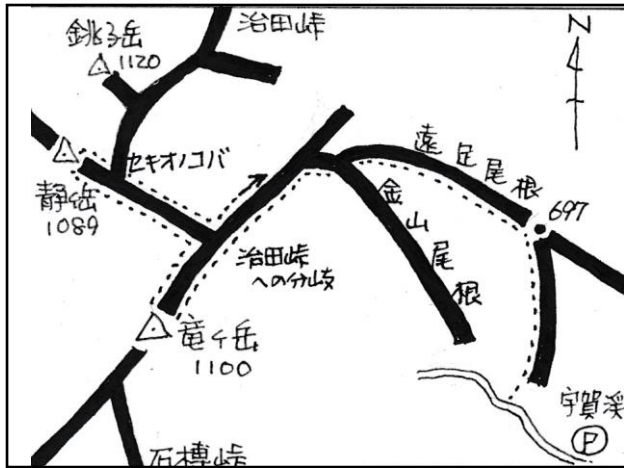 銚子岳
1120
治田峠
N
セキオノコバ
静ヶ岳
1089
遠足尾根
697
金山尾根
治田峠
への分岐
竜ヶ岳
1100
宇賀渓
P
石榑峠